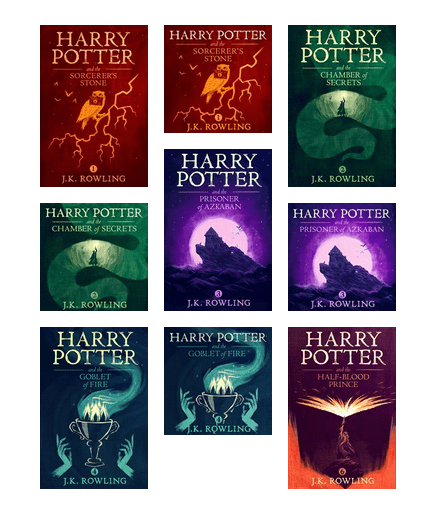 HARRY
POTTER
and the
SORCERER'S
STONE
1
J.K. ROWLING
HARRY POTTER
and the
SORCERER'S
STONE
1
J.K. ROWLING
HARRY
POTTER
and the
CHAMBER of
SECRETS
2
J.K. ROWLING
HARRY
POTTER
and the
PRISONER
of AZKABAN
3
J.K. ROWLING
HARRY POTTER
and the
CHAMBER of SECRETS
2
J.K. ROWLING
HARRY POTTER
and the
PRISONER of AZKABAN
3
J.K. ROWLING
HARRY
POTTER
and the
GOBLET
of FIRE
4
J.K. ROWLING
HARRY POTTER
and the
GOBLET of FIRE
4
J.K. ROWLING
HARRY
POTTER
and the
HALF-BLOOD
PRINCE
6
J.K. ROWLING